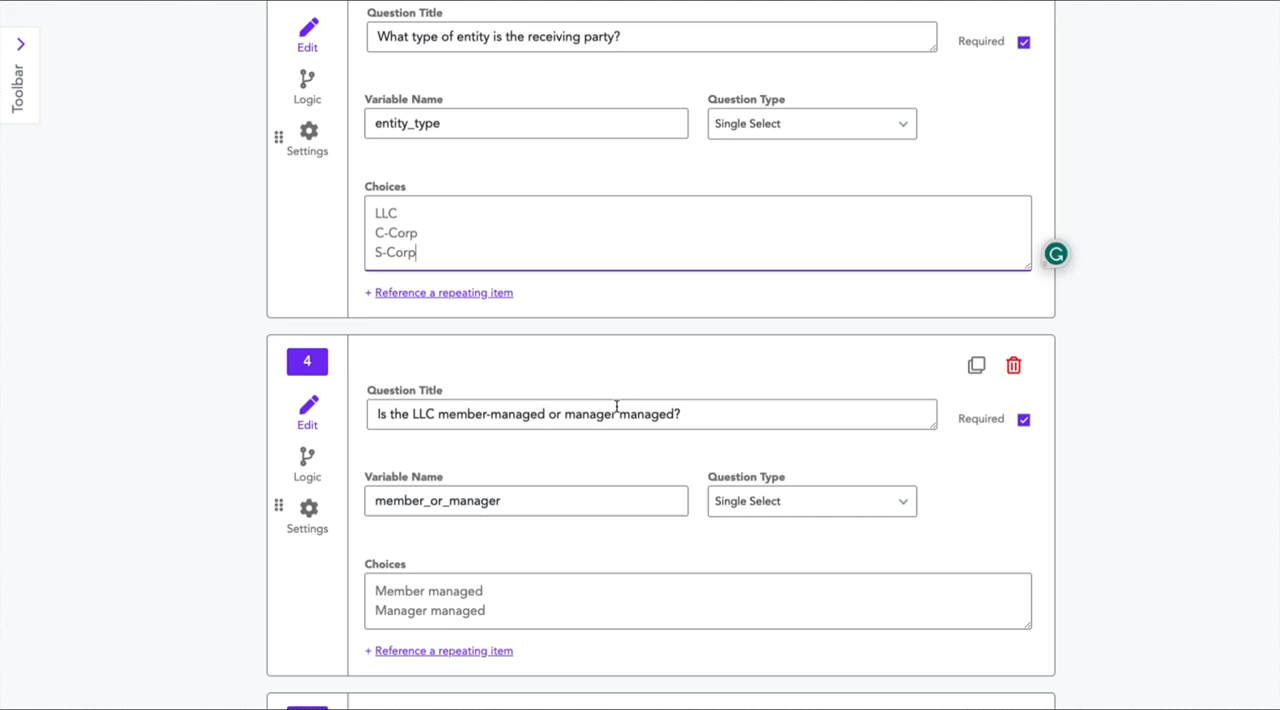 Toolbar
Edit
Logic
Settings
Question Title
What type of entity is the receiving party?
Required
Variable Name
entity_type
Question Type
Single Select
Choices
LLC
C-Corp
S-Corp
+ Reference a repeating item
4
Edit
Logic
Settings
Question Title
Is the LLC member-managed or manager managed?
Required
Variable Name
member_or_manager
Question Type
Single Select
Choices
Member managed
Manager managed
+ Reference a repeating item